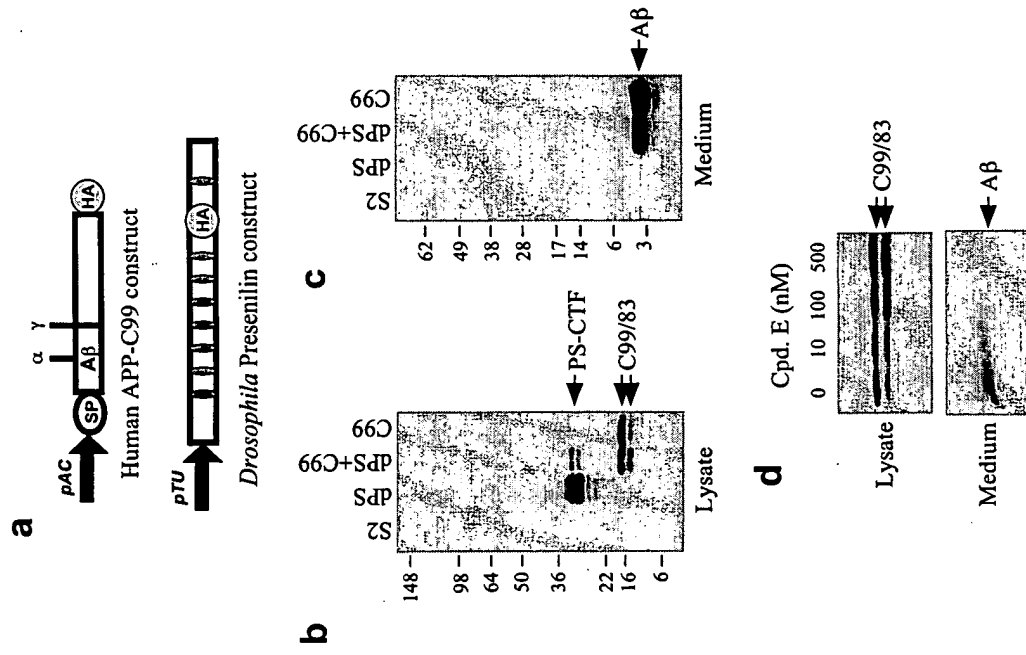 a
pAC
SP
Aβ
α
γ
HA
Human APP-C99 construct
pTU
HA
Drosophila Presenilin construct
b
S2
dPS
dPS+C99
C99
148
98
64
50
36
22
16
6
PS-CTF
C99/83
Lysate
c
S2
dPS
dPS+C99
C99
62
49
38
28
17
14
6
3
Aβ
Medium
d
Cpd. E (nM)
0 10 100 500
Lysate
C99/83
Medium
Aβ